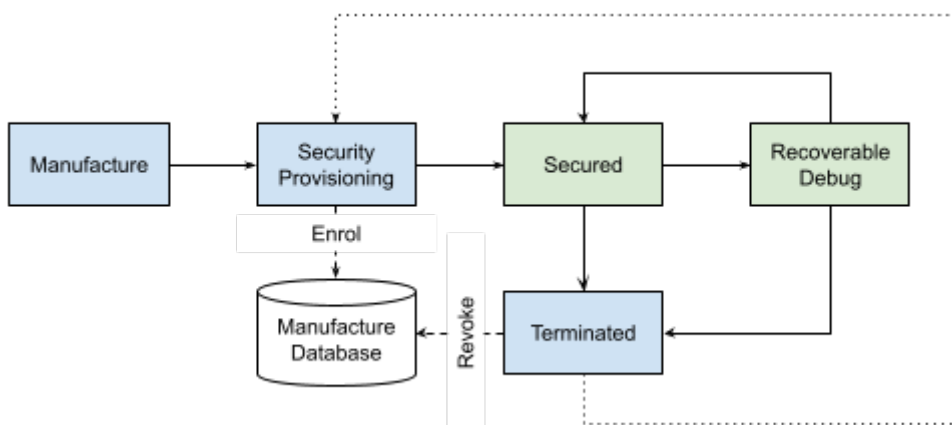 Manufacture
Security
Provisioning
Secured
Recoverable
Debug
Enrol
Manufacture
Database
Revoke
Terminated